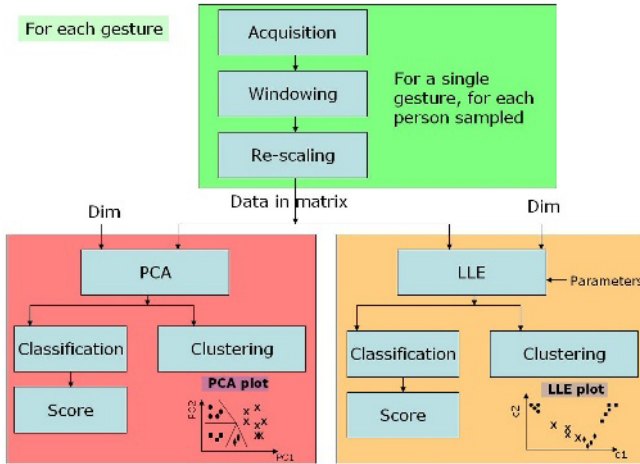 For each gesture
Acquisition
Windowing
Re-scaling
For a single
gesture, for each
person sampled
Data in matrix
Dim
Dim
PCA
LLE
Parameters
Classification
Clustering
Score
PCA plot
PC2
PC1
Classification
Clustering
Score
LLE plot
c2
c1